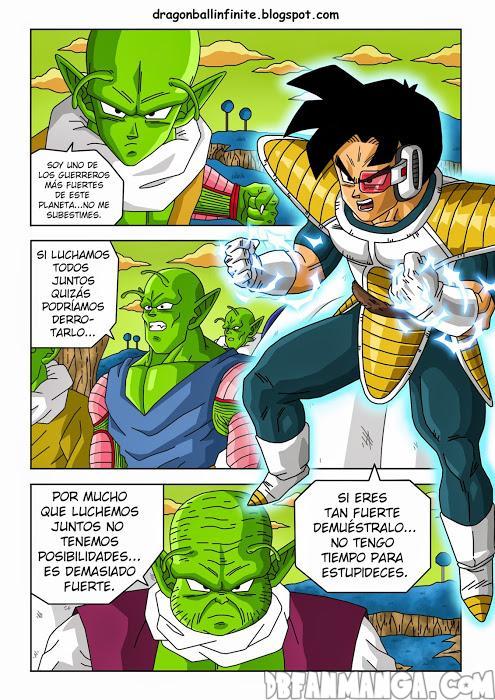 dragonballinfinite.blogspot.com
SOY UNO DE
LOS GUERREROS
MÁS FUERTES
DE ESTE
PLANETA...NO ME
SUBESTIMES.
SI LUCHAMOS
TODOS
JUNTOS
QUIZÁS
PODRÍAMOS
DERRO-
TARLO...
POR MUCHO
QUE LUCHEMOS
JUNTOS NO
TENEMOS
POSIBILIDADES...
ES DEMASIADO
FUERTE.
SI ERES
TAN FUERTE
DEMUÉSTRALO...
NO TENGO
TIEMPO PARA
ESTUPIDECES.
DBFANMANGA.COM